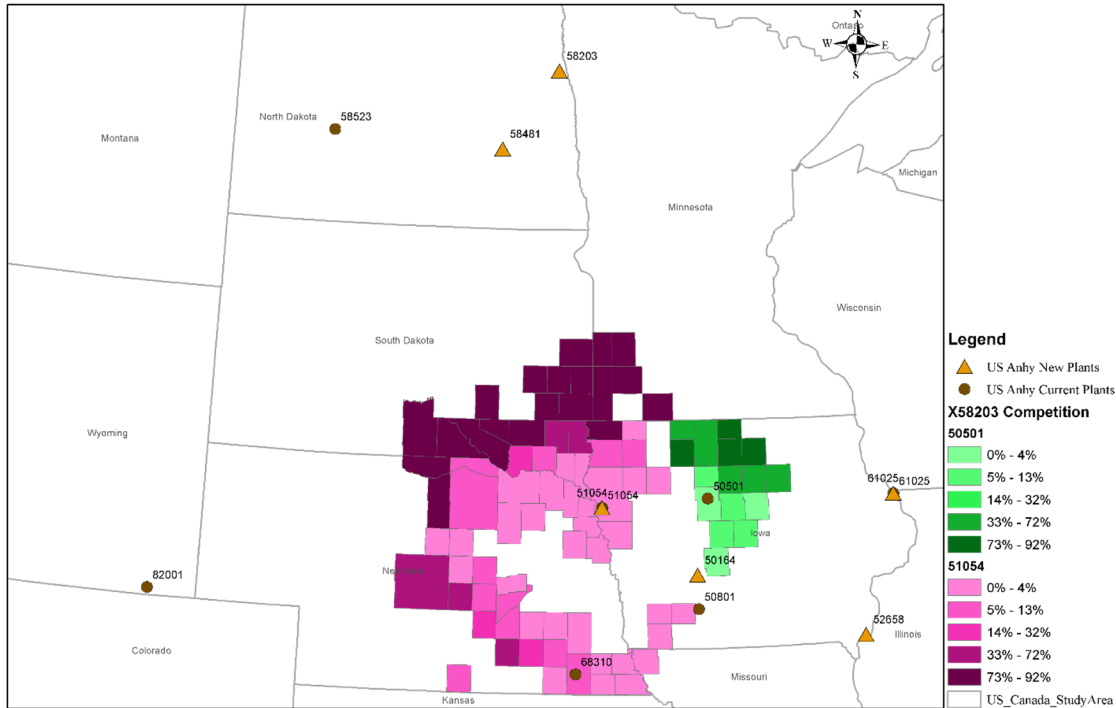 Ontario
N
W
E
S
58203
North Dakota
58523
58481
Montana
Michigan
Minnesota
Wisconsin
South Dakota
Wyoming
61025
61025
51054
51054
50501
Iowa
50164
82001
50801
52658
Illinois
Colorado
68310
Missouri
Kansas
Legend
US Anhy New Plants
US Anhy Current Plants
X58203 Competition
50501
0% - 4%
5% - 13%
14% - 32%
33% - 72%
73% - 92%
51054
0% - 4%
5% - 13%
14% - 32%
33% - 72%
73% - 92%
US_Canada_StudyArea